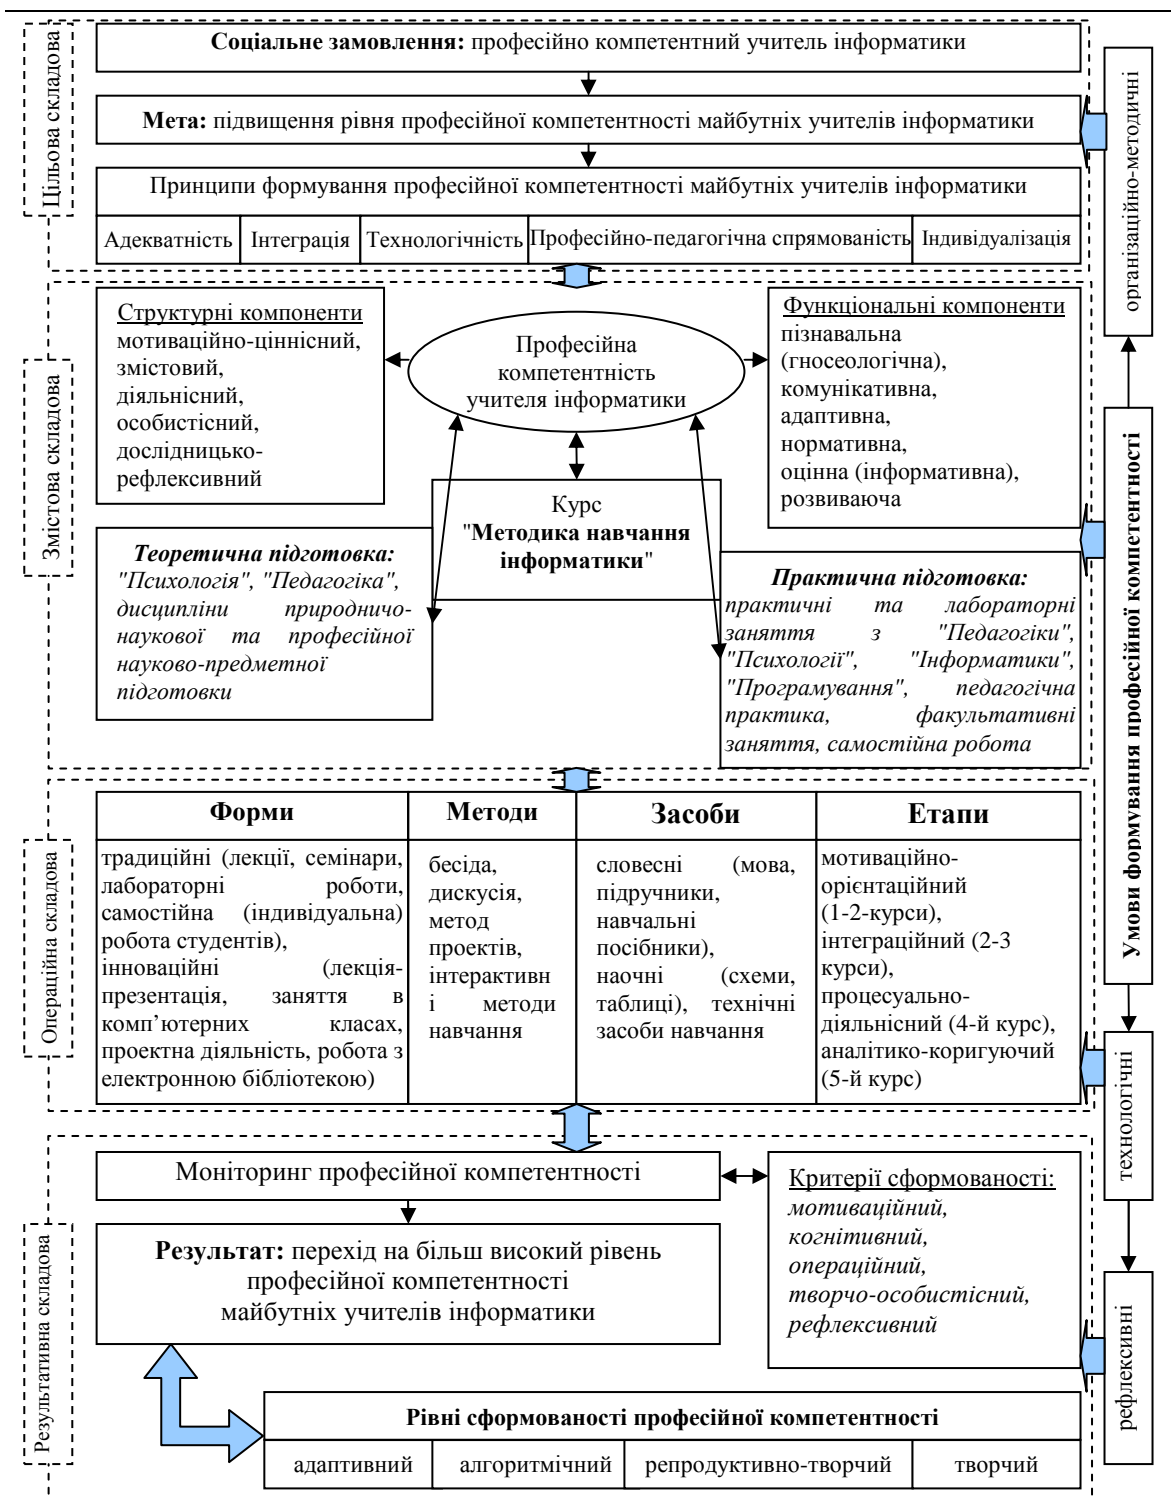 Соціальне замовлення: професійно компетентний учитель інформатики
Мета: підвищення рівня професійної компетентності майбутніх учителів інформатики
Принципи формування професійної компетентності майбутніх учителів інформатики
Адекватність
Інтеграція
Технологічність
Професійно-педагогічна спрямованість
Індивідуалізація
Цільова складова
організаційно-методичні
Структурні компоненти
мотиваційно-ціннісний,
змістовий,
діяльнісний,
особистісний,
дослідницько-
рефлексивний
Професійна
компетентність
учителя інформатики
Функціональні компоненти
пізнавальна
(гносеологічна),
комунікативна,
адаптивна,
нормативна,
оцінна (інформативна),
розвиваюча
Змістова складова
Умови формування професійної компетентності
Курс
"Методика навчання
інформатики"
Теоретична підготовка:
"Психологія", "Педагогіка",
дисципліни природничо-
наукової та професійної
науково-предметної
підготовки
Практична підготовка:
практичні та лабораторні
заняття з "Педагогіки",
"Психології", "Інформатики",
"Програмування", педагогічна
практика, факультативні
заняття, самостійна робота
Операційна складова
Форми
традиційні (лекції, семінари,
лабораторні роботи,
самостійна (індивідуальна)
робота студентів),
інноваційні (лекція-
презентація, заняття в
комп’ютерних класах,
проектна діяльність, робота з
електронною бібліотекою)
Методи
бесіда,
дискусія,
метод
проектів,
інтерактивн
і методи
навчання
Засоби
словесні (мова,
підручники,
навчальні
посібники),
наочні (схеми,
таблиці), технічні
засоби навчання
Етапи
мотиваційно-
орієнтаційний
(1-2-курси),
інтеграційний (2-3
курси),
процесуально-
діяльнісний (4-й курс),
аналітико-коригуючий
(5-й курс)
технологічні
Результативна складова
Моніторинг професійної компетентності
Результат: перехід на більш високий рівень
професійної компетентності
майбутніх учителів інформатики
Критерії сформованості:
мотиваційний,
когнітивний,
операційний,
творчо-особистісний,
рефлексивний
рефлексивні
Рівні сформованості професійної компетентності
адаптивний
алгоритмічний
репродуктивно-творчий
творчий